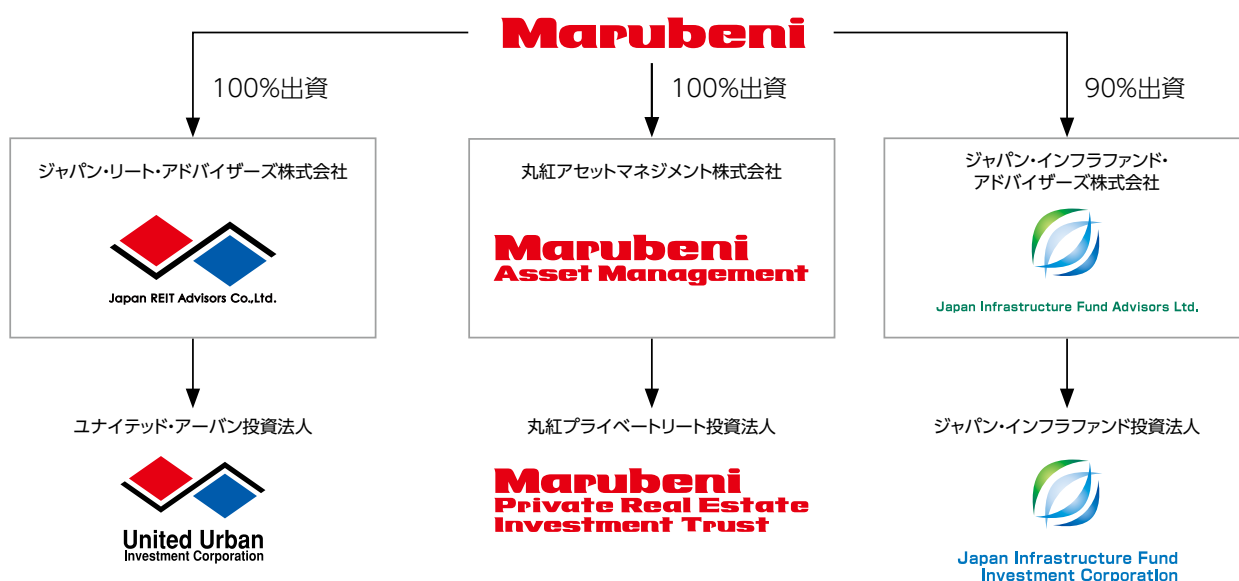 Marubeni
100%出資
100%出資
90%出資
ジャパン・リート・アドバイザーズ株式会社
Japan REIT Advisors Co.,Ltd.
丸紅アセットマネジメント株式会社
Marubeni
Asset Management
ジャパン・インフラファンド・
アドバイザーズ株式会社
Japan Infrastructure Fund Advisors Ltd.
ユナイテッド・アーバン投資法人
United Urban
Investment Corporation
丸紅プライベートリート投資法人
Marubeni
Private Real Estate
Investment Trust
ジャパン・インフラファンド投資法人
Japan Infrastructure Fund
Investment Corporation